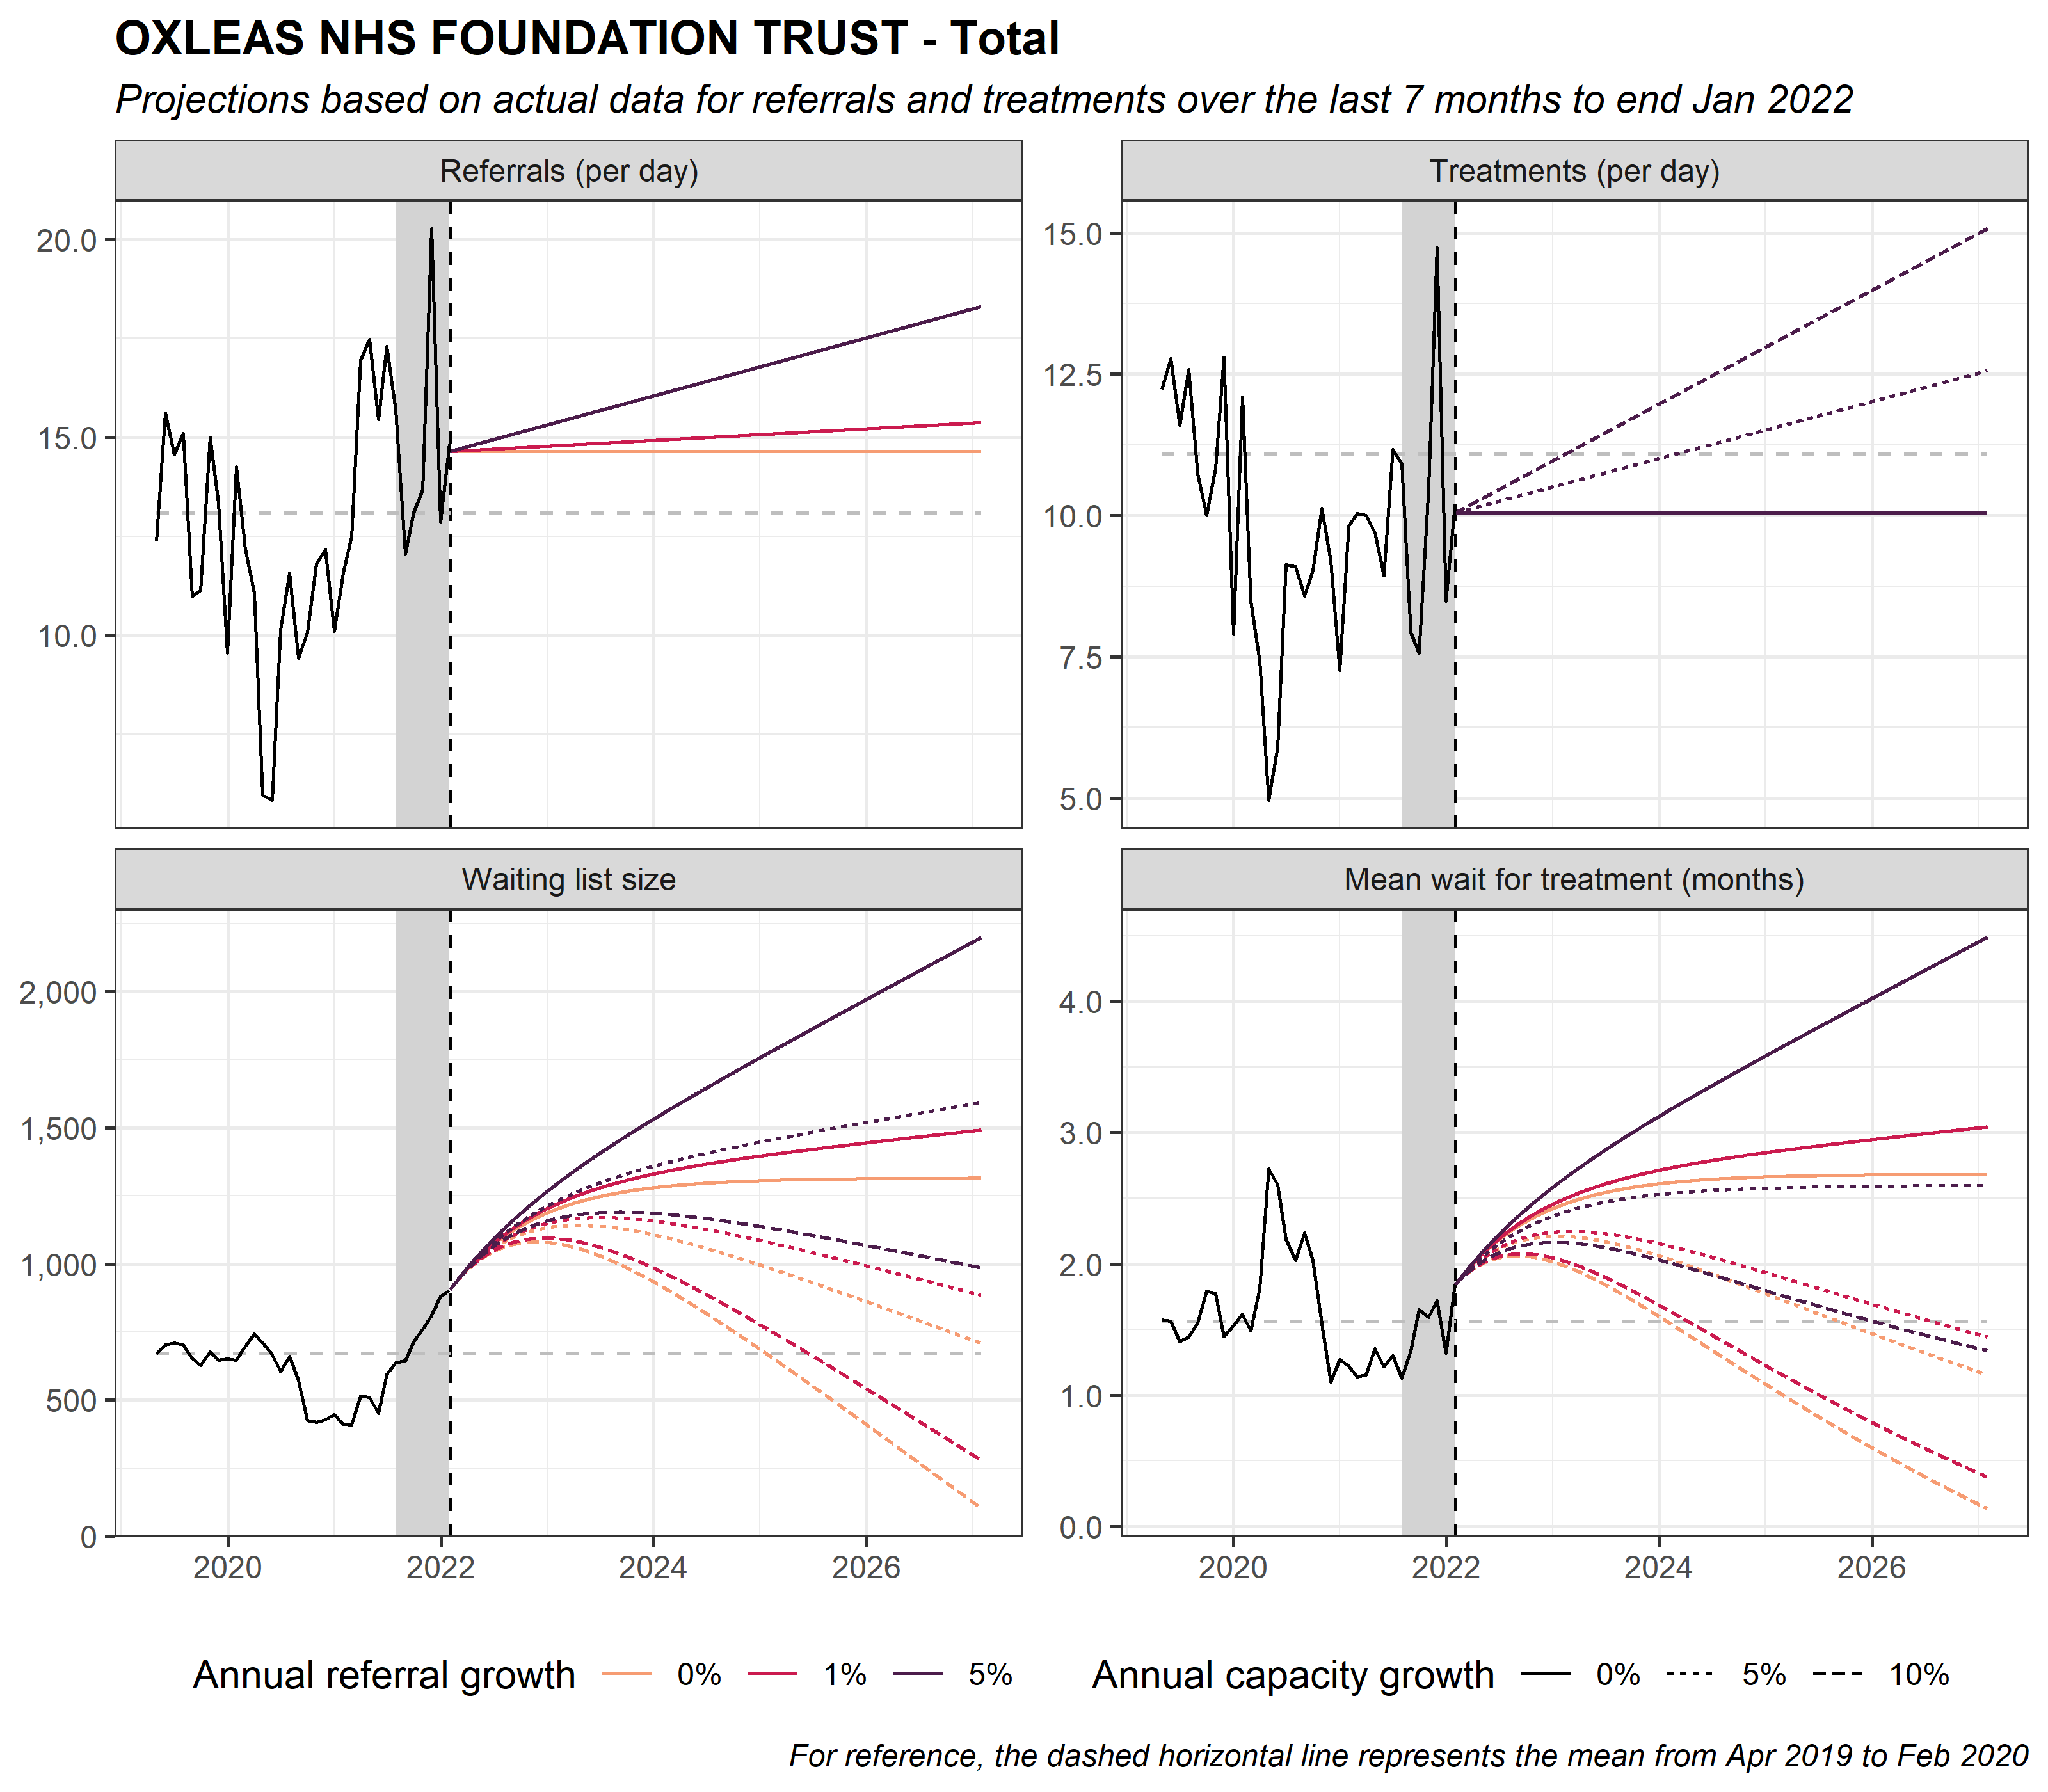 OXLEAS NHS FOUNDATION TRUST - Total
Projections based on actual data for referrals and treatments over the last 7 months to end Jan 2022
Referrals (per day)
20.0
15.0
10.0
Treatments (per day)
15.0
12.5
10.0
7.5
5.0
Waiting list size
2,000
1,500
1,000
500
0
2020 2022 2024 2026
Mean wait for treatment (months)
4.0
3.0
2.0
1.0
0.0
2020 2022 2024 2026
Annual referral growth 0% 1% 5%
Annual capacity growth 0% 5% 10%
For reference, the dashed horizontal line represents the mean from Apr 2019 to Feb 2020